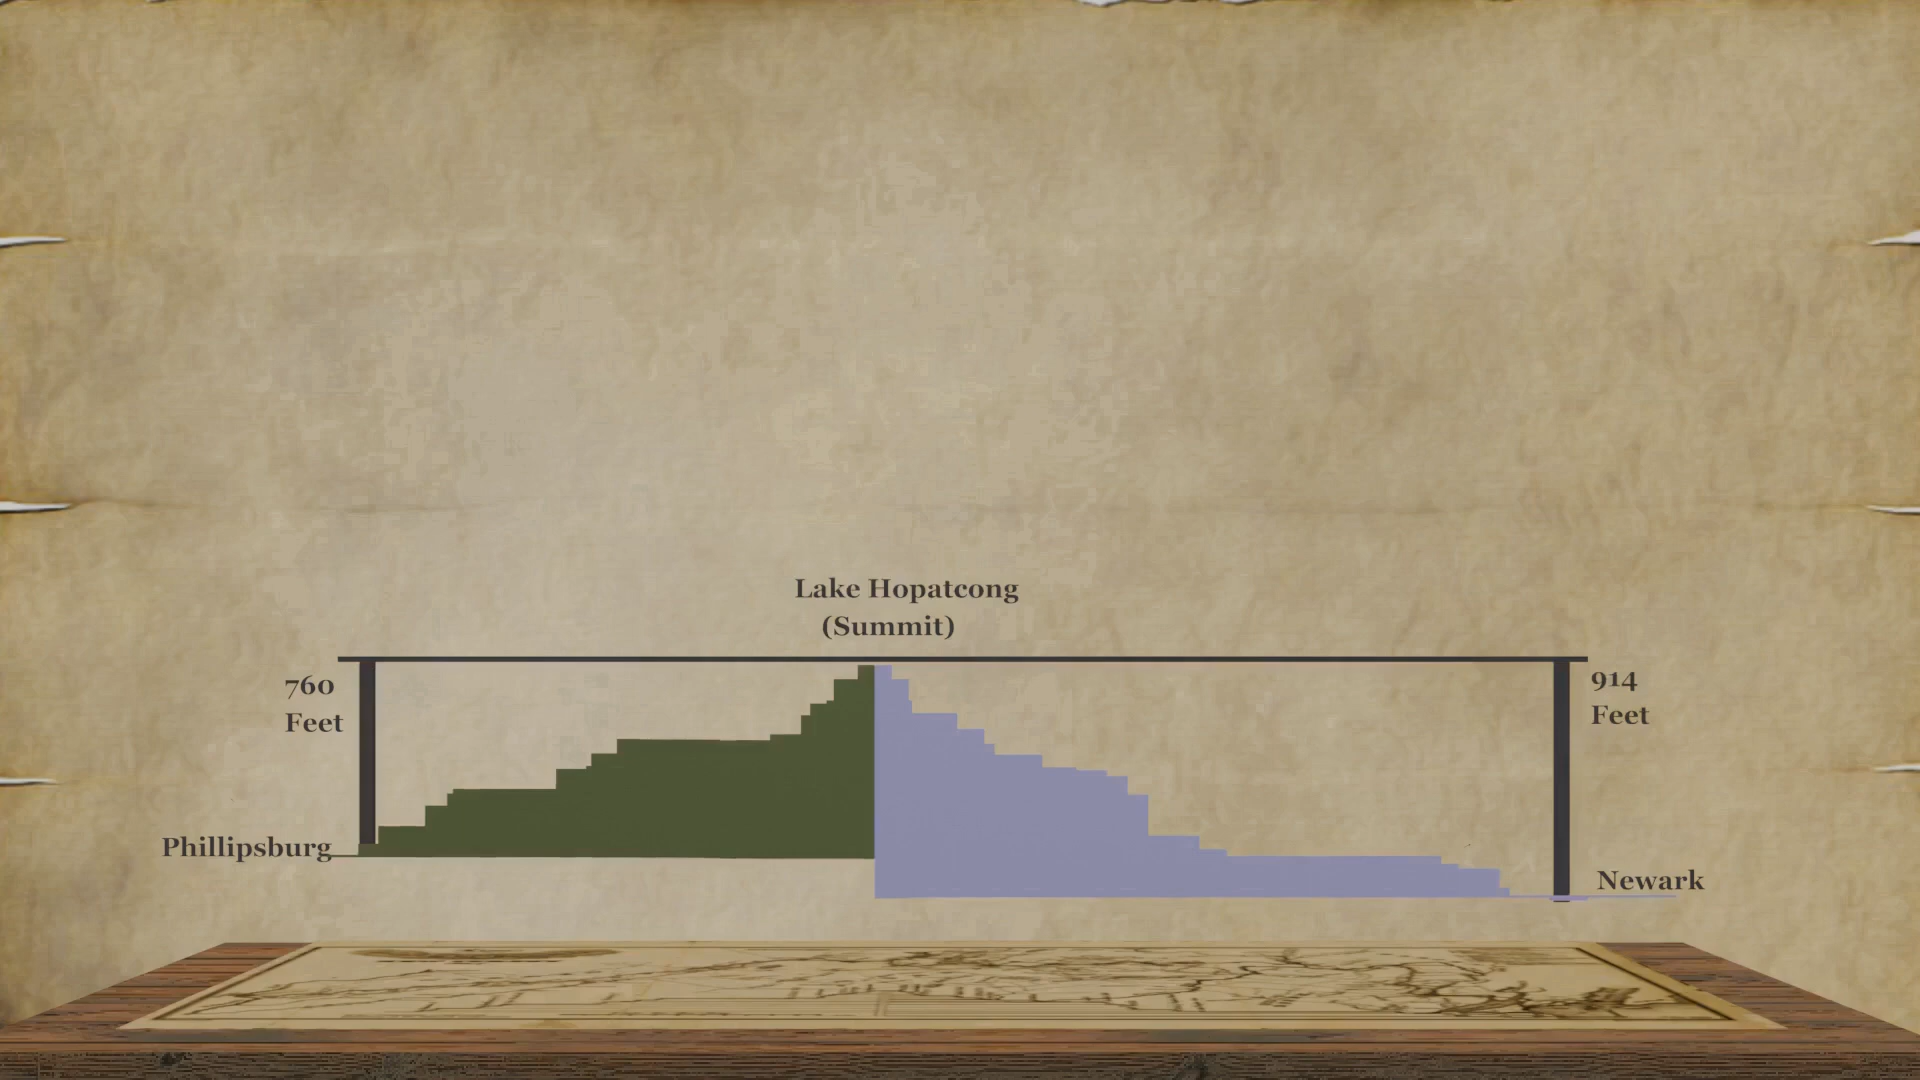 Lake Hopatcong
(Summit)
760
Feet
914
Feet
Phillipsburg
Newark